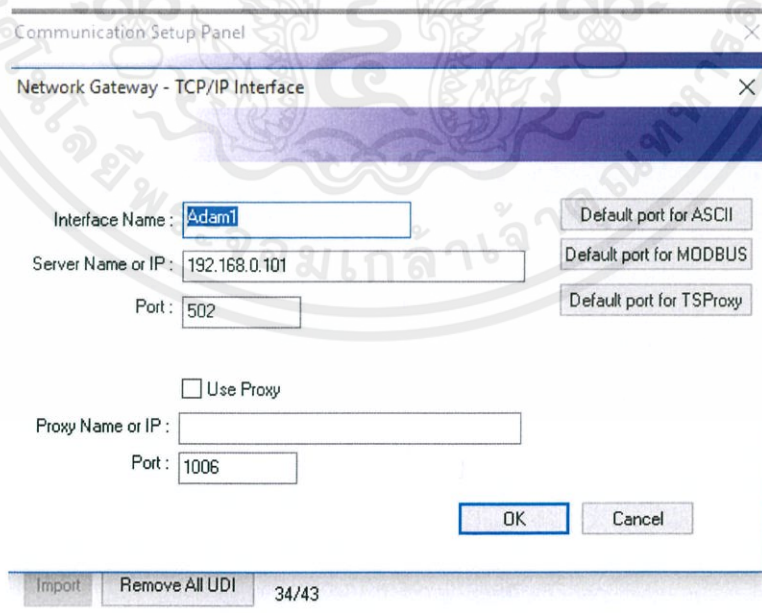 Communication Setup Panel
Network Gateway - TCP/IP Interface
Interface Name : Adam1
Default port for ASCII
Server Name or IP : 192.168.0.101
Default port for MODBUS
Port : 502
Default port for TSProxy
Use Proxy
Proxy Name or IP :
Port : 1006
OK
Cancel
Import
Remove All UDI
34/43